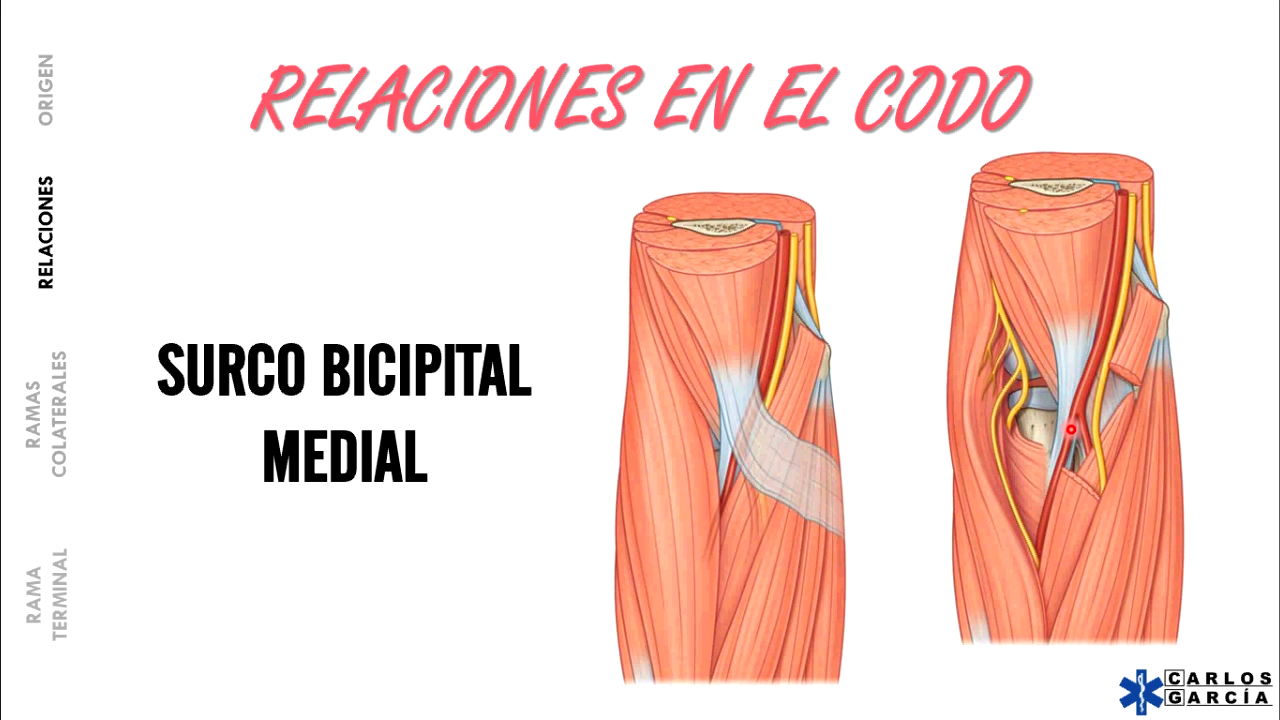 RELACIONES EN EL CODO
ORIGEN
RELACIONES
RAMAS
COLATERALES
RAMA
TERMINAL
SURCO BICIPITAL
MEDIAL
CARLOS
GARCÍA